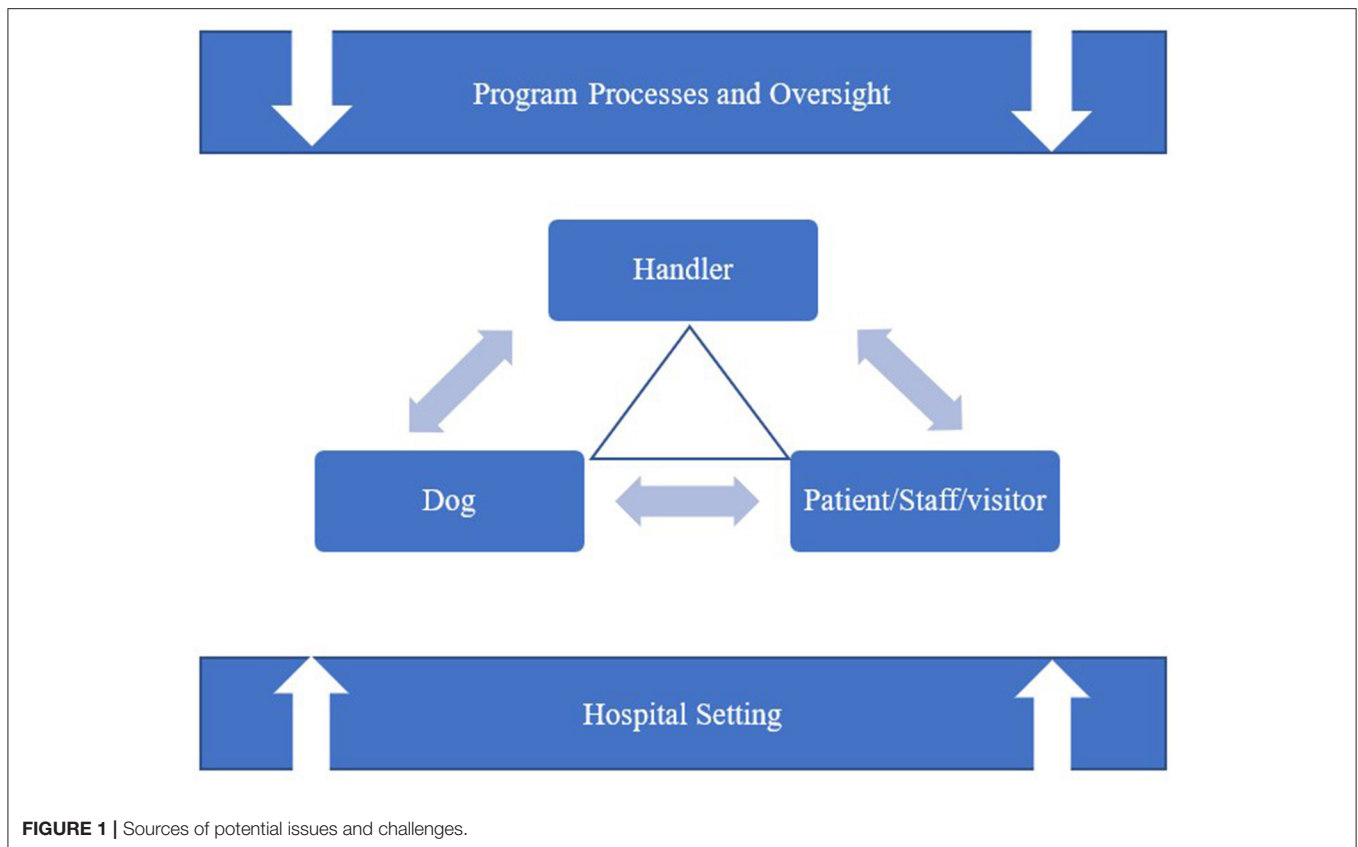 Program Processes and Oversight
Handler
Dog
Patient/Staff/visitor
Hospital Setting
FIGURE 1 | Sources of potential issues and challenges.